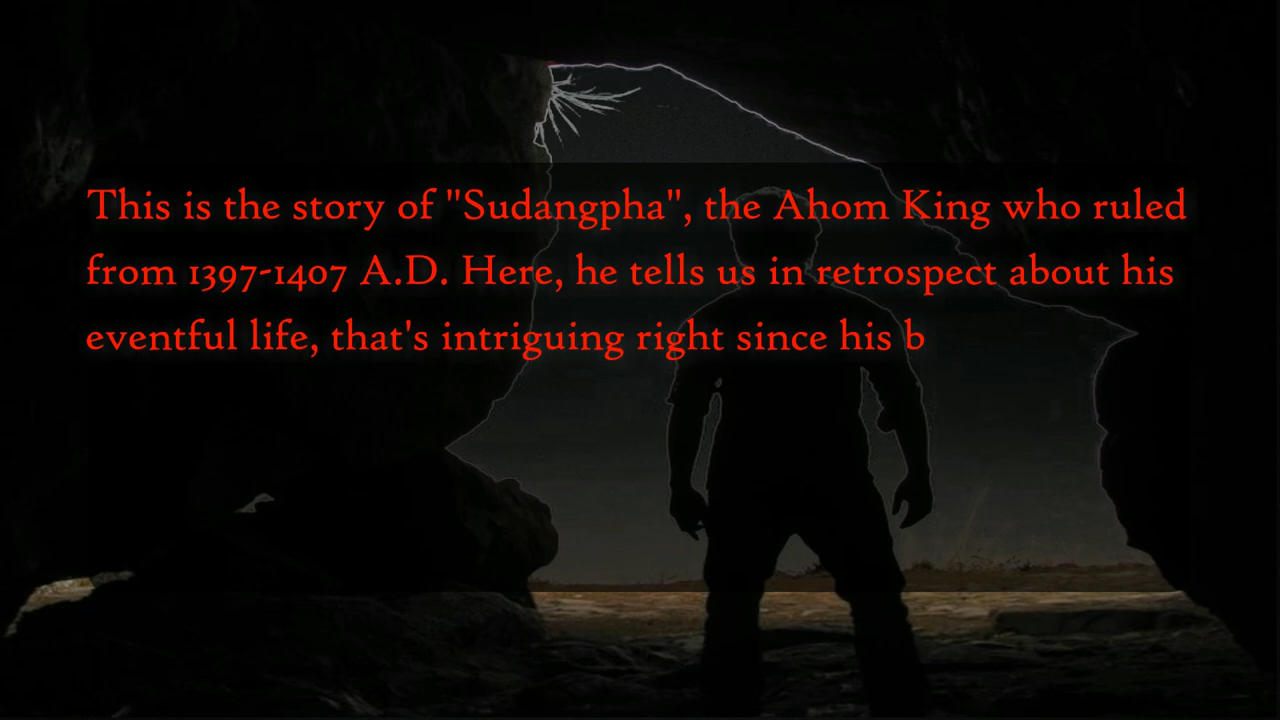 This is the story of "Sudangpha", the Ahom King who ruled
from 1397-1407 A.D. Here, he tells us in retrospect about his
eventful life, that's intriguing right since his b